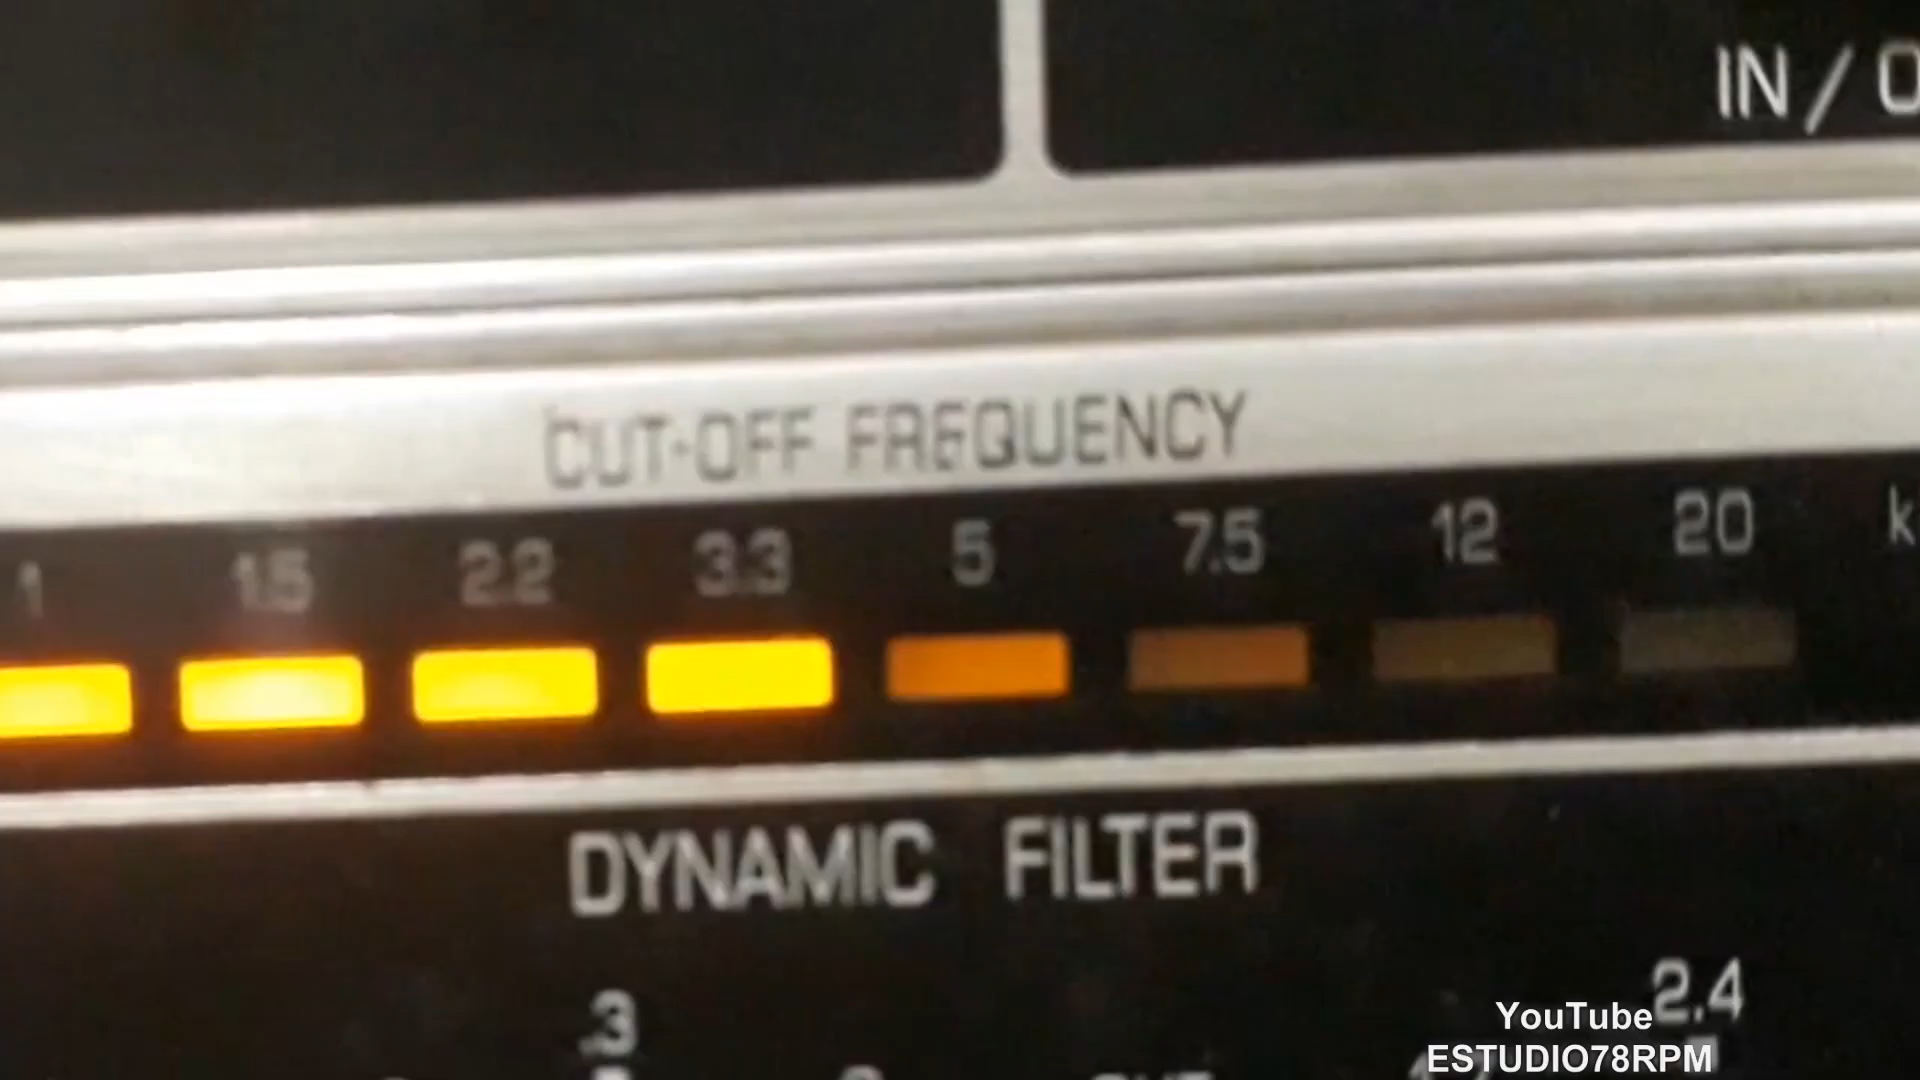 IN / O
CUT-OFF FREQUENCY
1 1.5 2.2 3.3 5 7.5 12 20 k
DYNAMIC FILTER
.3 2.4
YouTube
ESTUDIO78RPM